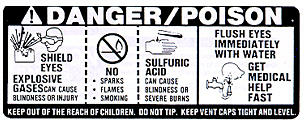 DANGER/POISON
SHIELD
EYES
EXPLOSIVE
GASES CAN CAUSE
BLINDNESS OR INJURY
NO
• SPARKS
• FLAMES
• SMOKING
SULFURIC
ACID
CAN CAUSE
BLINDNESS OR
SEVERE BURNS
FLUSH EYES
IMMEDIATELY
WITH WATER
GET
MEDICAL
HELP
FAST
KEEP OUT OF THE REACH OF CHILDREN. DO NOT TIP. KEEP VENT CAPS TIGHT AND LEVEL.